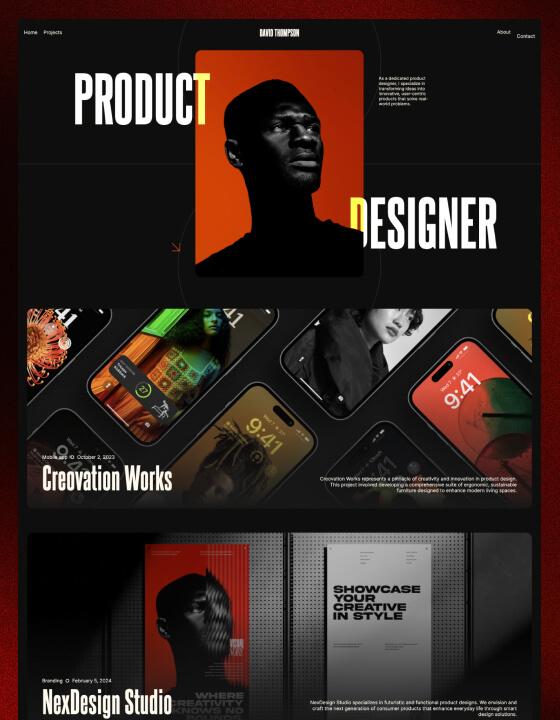 Home Projects
DAVID THOMPSON
About
Contact
PRODUCT
As a dedicated product
designer, I specialize in
transforming ideas into
innovative, user-centric
products that solve real-
world problems.
DESIGNER
9:41
9:41
27
Mobile app October 2, 2023
Creovation Works
Creovation Works represents a pinnacle of creativity and innovation in product design.
This project involved developing a comprehensive suite of ergonomic, sustainable
furniture designed to enhance modern living spaces.
SHOWCASE
YOUR
CREATIVE
IN STYLE
WHERE
CREATIVITY
KNOWS NO
Branding February 5, 2024
NexDesign Studio
NexDesign Studio specializes in futuristic and functional product designs. We envision and
craft the next generation of consumer products that enhance everyday life through smart
design solutions.